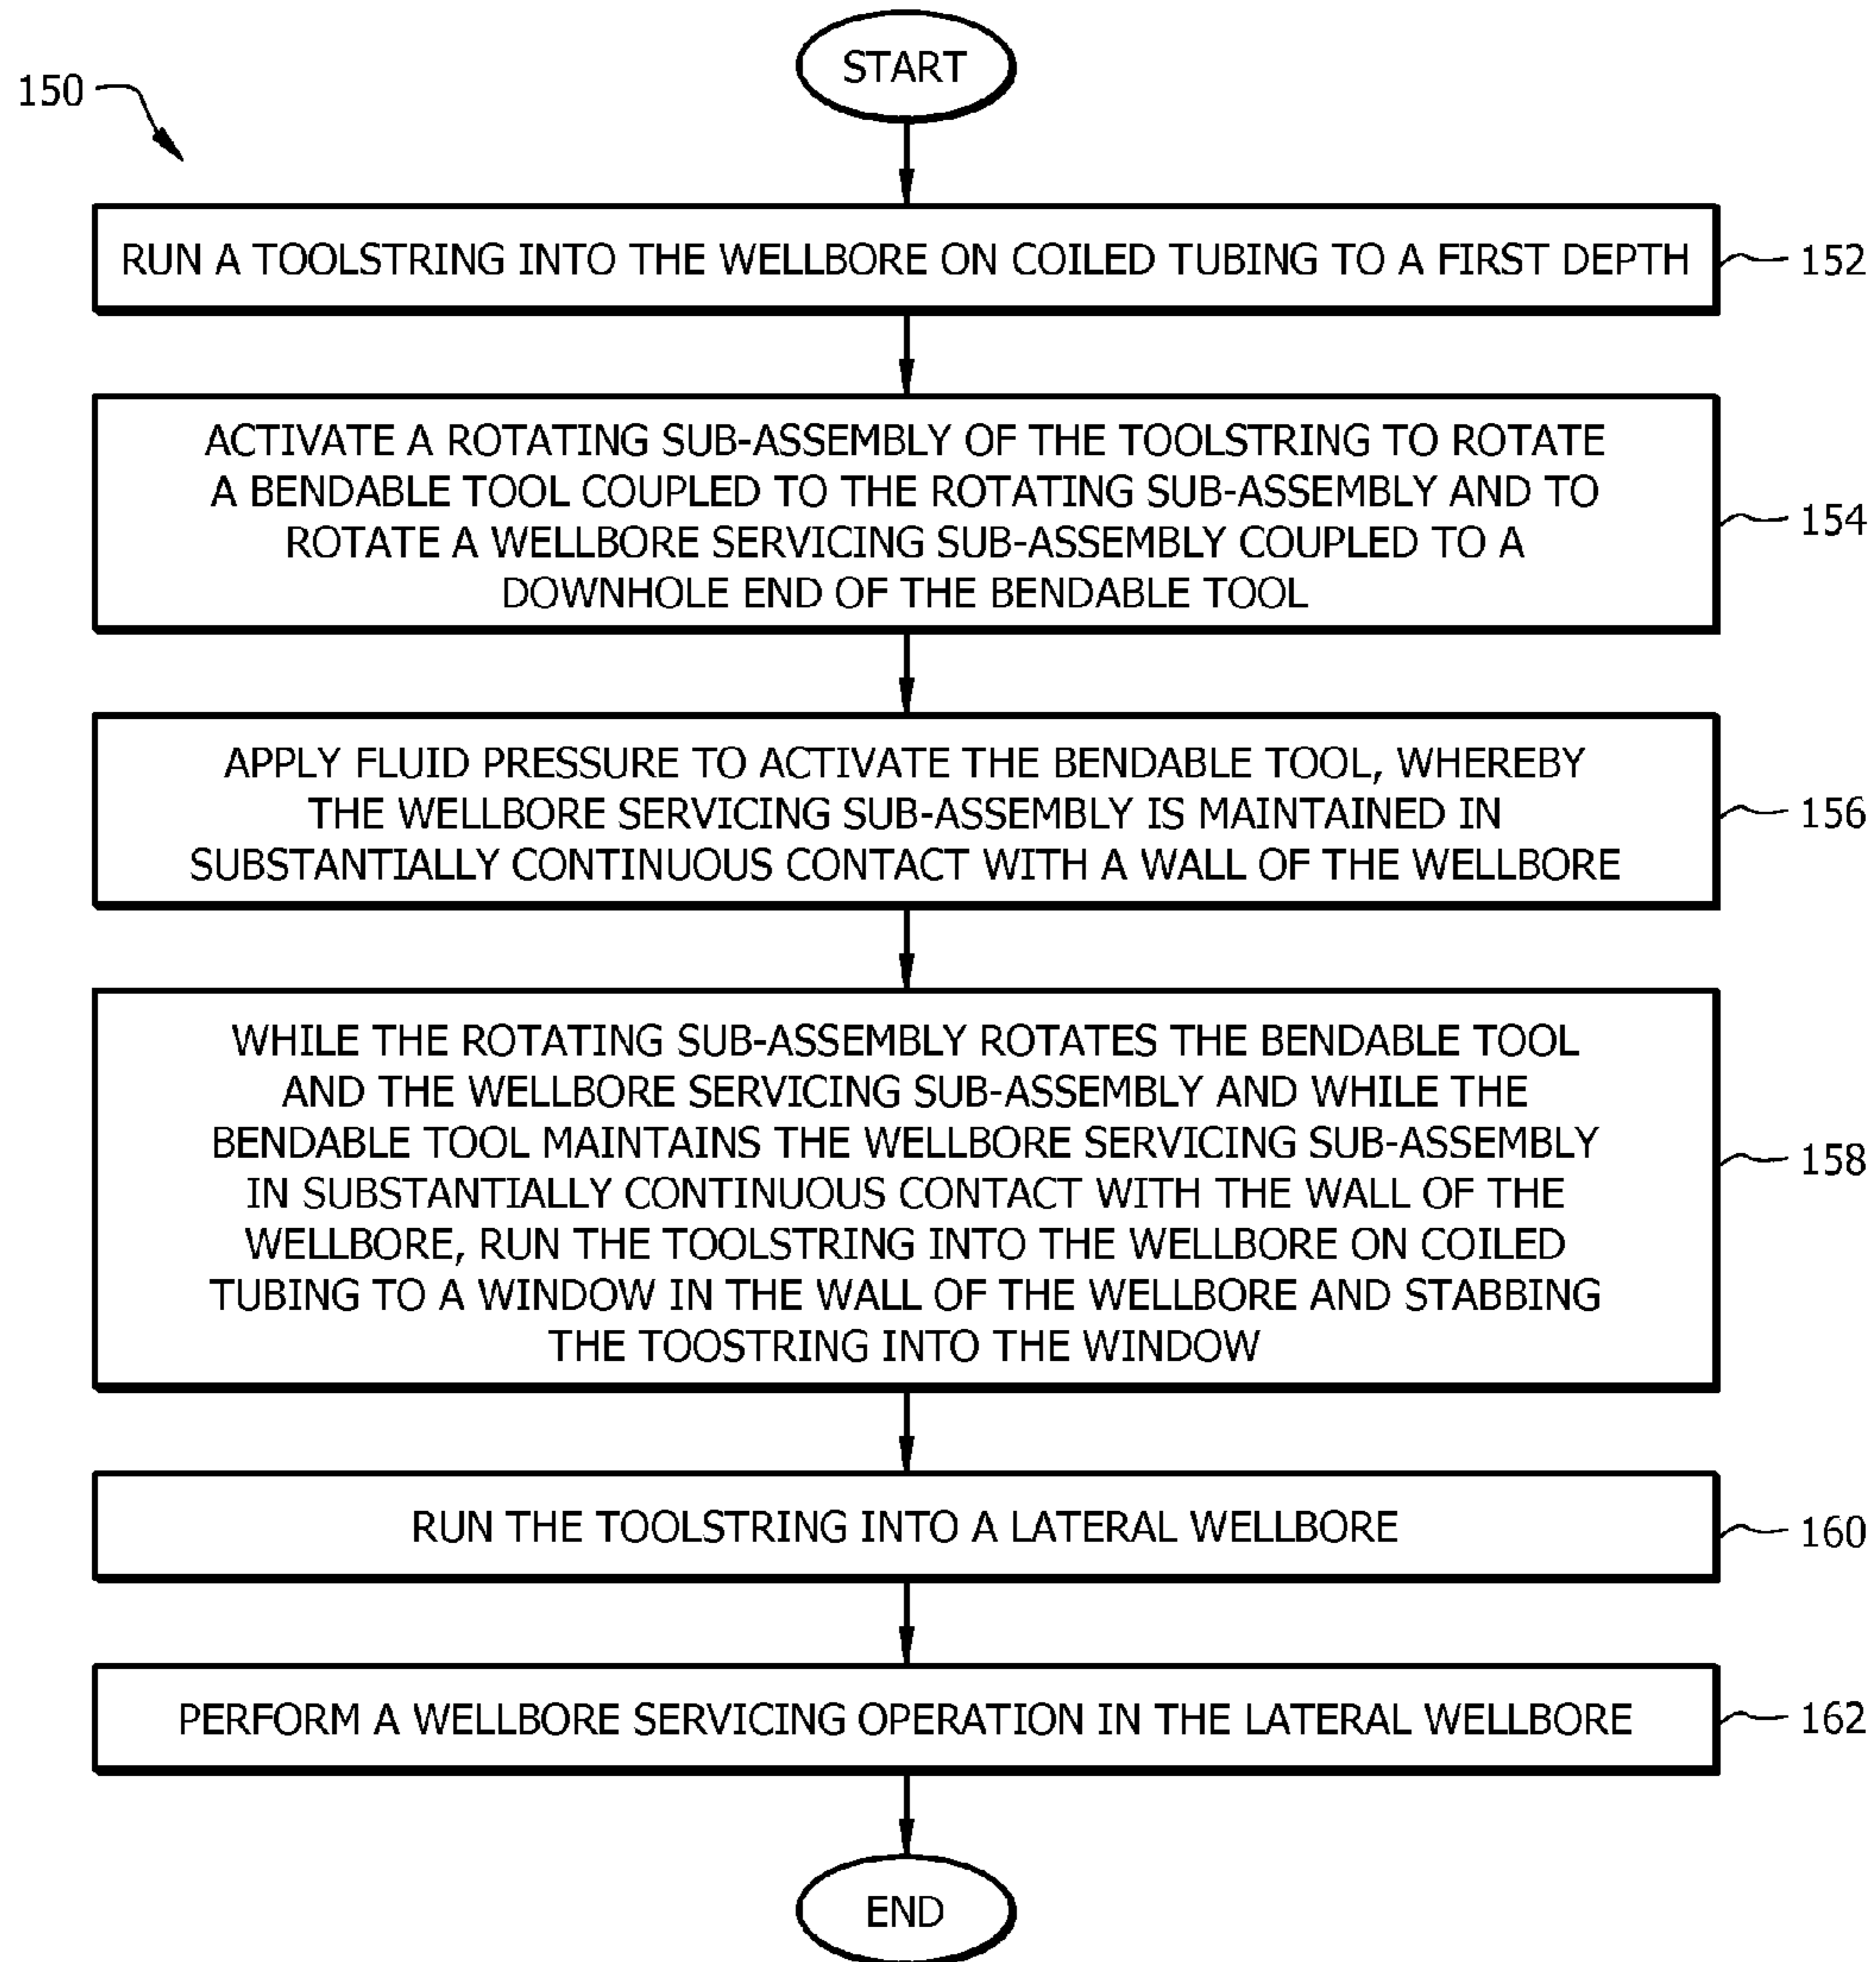 START
150
RUN A TOOLSTRING INTO THE WELLBORE ON COILED TUBING TO A FIRST DEPTH
152
ACTIVATE A ROTATING SUB-ASSEMBLY OF THE TOOLSTRING TO ROTATE
A BENDABLE TOOL COUPLED TO THE ROTATING SUB-ASSEMBLY AND TO
ROTATE A WELLBORE SERVICING SUB-ASSEMBLY COUPLED TO A
DOWNHOLE END OF THE BENDABLE TOOL
154
APPLY FLUID PRESSURE TO ACTIVATE THE BENDABLE TOOL, WHEREBY
THE WELLBORE SERVICING SUB-ASSEMBLY IS MAINTAINED IN
SUBSTANTIALLY CONTINUOUS CONTACT WITH A WALL OF THE WELLBORE
156
WHILE THE ROTATING SUB-ASSEMBLY ROTATES THE BENDABLE TOOL
AND THE WELLBORE SERVICING SUB-ASSEMBLY AND WHILE THE
BENDABLE TOOL MAINTAINS THE WELLBORE SERVICING SUB-ASSEMBLY
IN SUBSTANTIALLY CONTINUOUS CONTACT WITH THE WALL OF THE
WELLBORE, RUN THE TOOLSTRING INTO THE WELLBORE ON COILED
TUBING TO A WINDOW IN THE WALL OF THE WELLBORE AND STABBING
THE TOOSTRING INTO THE WINDOW
158
RUN THE TOOLSTRING INTO A LATERAL WELLBORE
160
PERFORM A WELLBORE SERVICING OPERATION IN THE LATERAL WELLBORE
162
END